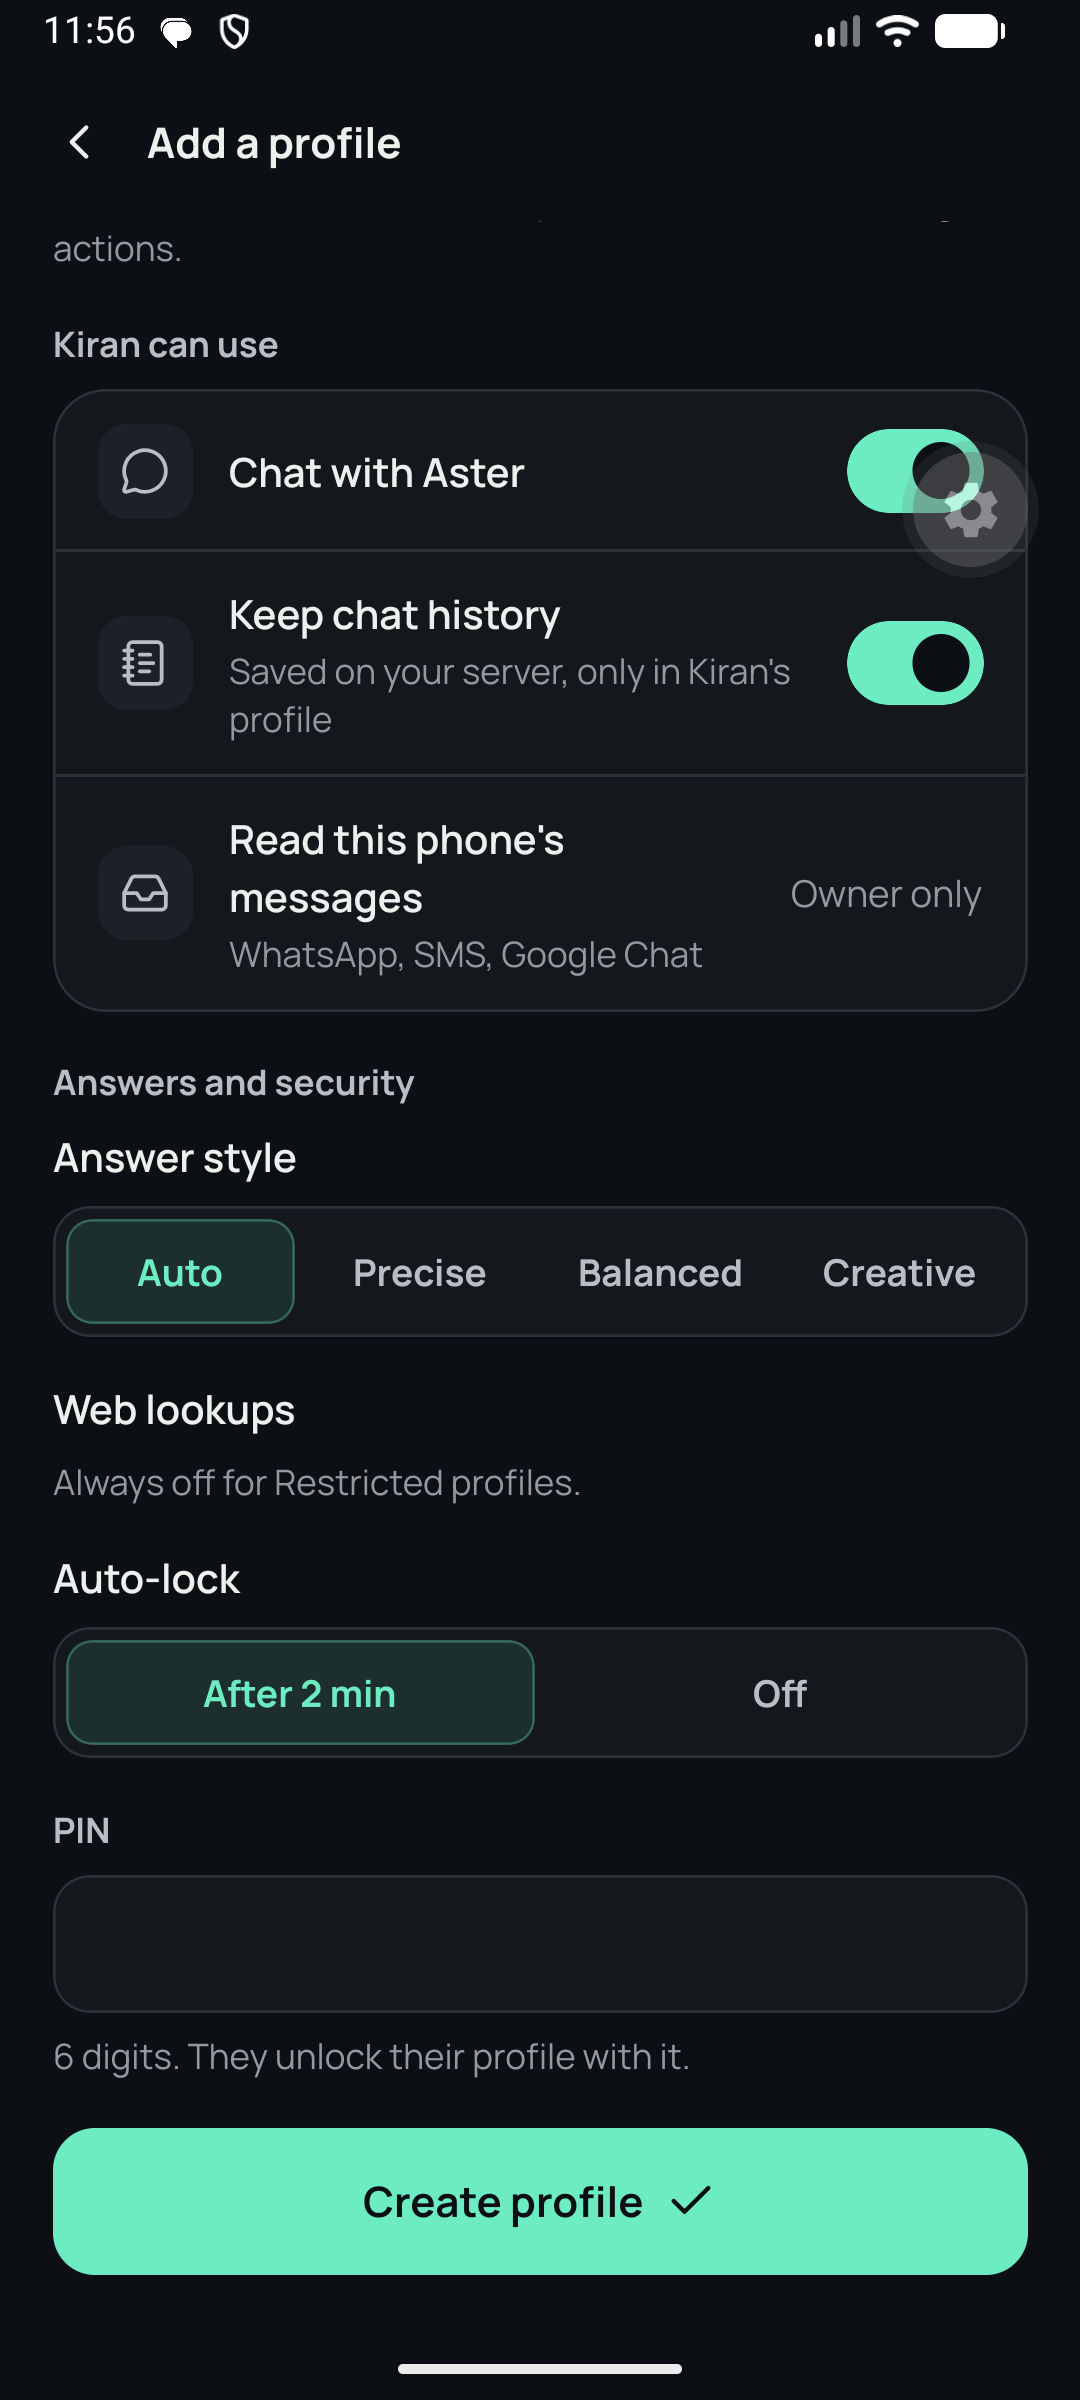 11:56
Add a profile
actions.
Kiran can use
Chat with Aster
Keep chat history
Saved on your server, only in Kiran's
profile
Read this phone's
messages
Owner only
WhatsApp, SMS, Google Chat
Answers and security
Answer style
Auto
Precise
Balanced
Creative
Web lookups
Always off for Restricted profiles.
Auto-lock
After 2 min
Off
PIN
6 digits. They unlock their profile with it.
Create profile